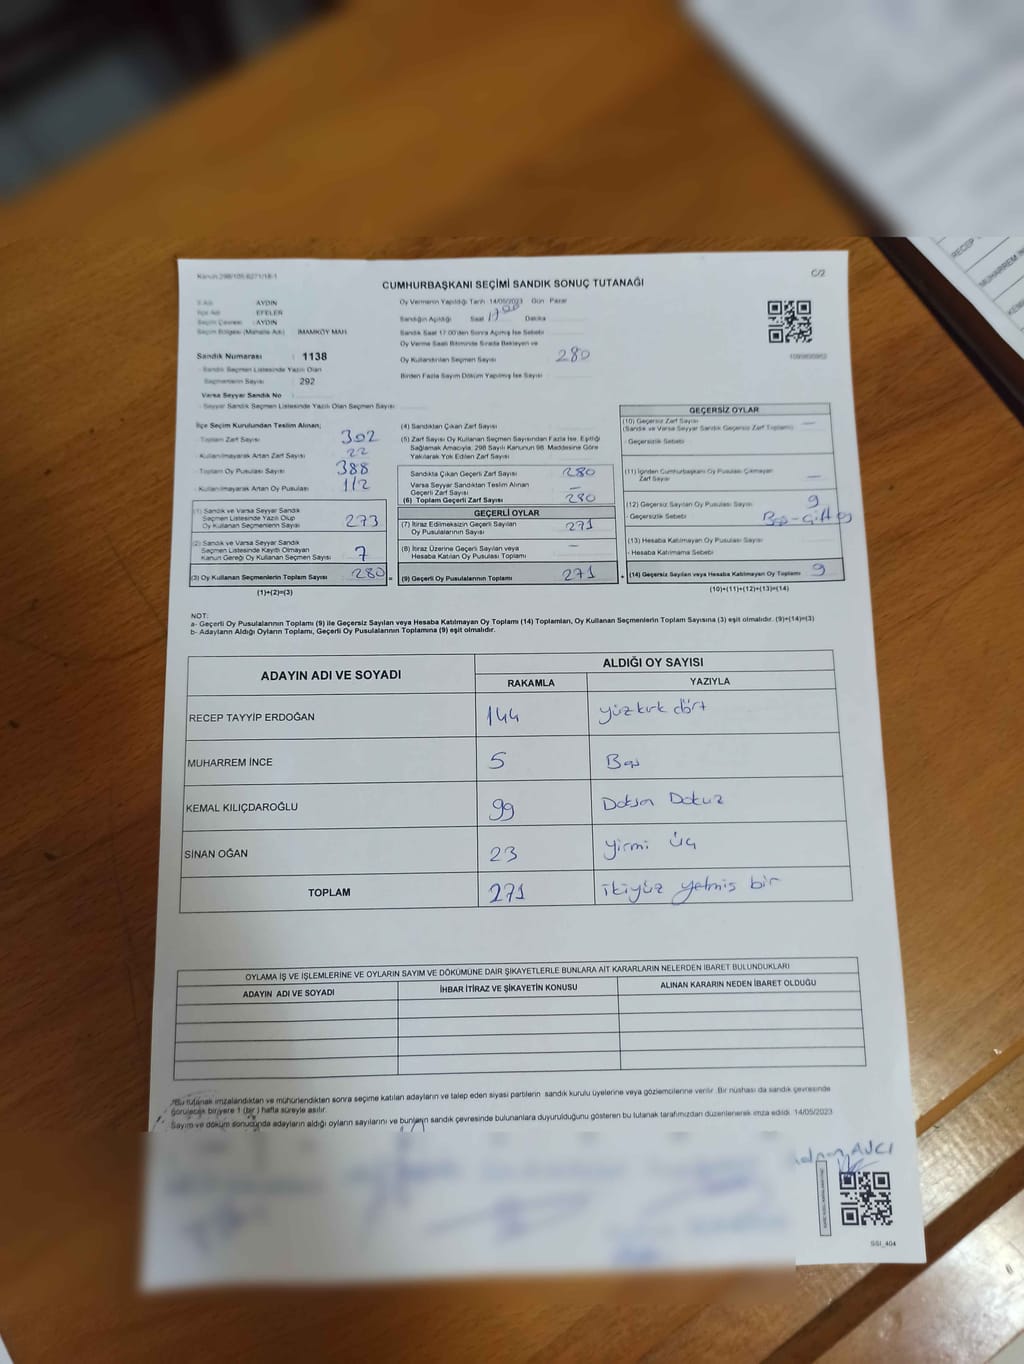 Kanun:298/105-6271/18-1
C/2
CUMHURBAŞKANI SEÇİMİ SANDIK SONUÇ TUTANAĞI
İl Adı AYDIN
İlçe Adı EFELER
Seçim Çevresi : AYDIN
Seçim Bölgesi (Mahalle Adı) : İMAMKÖY MAH.
Sandık Numarası : 1138
Sandık Seçmen Listesinde Yazılı Olan
Seçmenlerin Sayısı : 292
Varsa Seyyar Sandık No
- Seyyar Sandık Seçmen Listesinde Yazılı Olan Seçmen Sayısı
Oy Vermenin Yapıldığı Tarih : 14/05/2023 Gün : Pazar
Sandığın Açıldığı Saat 17:00 Dakika
Sandık Saat 17:00'den Sonra Açılmış İse Sebebi
Oy Verme Saati Bitiminde Sırada Bekleyen ve
Oy Kullandırılan Seçmen Sayısı 280
Birden Fazla Sayım Döküm Yapılmış İse Sayısı
İlçe Seçim Kurulundan Teslim Alınan;
- Toplam Zarf Sayısı 302
- Kullanılmayarak Artan Zarf Sayısı 22
- Toplam Oy Pusulası Sayısı 388
- Kullanılmayarak Artan Oy Pusulası 112
(1) Sandık ve Varsa Seyyar Sandık
Seçmen Listesinde Yazılı Olup
Oy Kullanan Seçmenlerin Sayısı 273
(2) Sandık ve Varsa Seyyar Sandık
Seçmen Listesinde Kayıtlı Olmayan
Kanun Gereği Oy Kullanan Seçmen Sayısı 7
(3) Oy Kullanan Seçmenlerin Toplam Sayısı 280 =
(1)+(2)=(3)
(4) Sandıktan Çıkan Zarf Sayısı
(5) Zarf Sayısı Oy Kullanan Seçmen Sayısından Fazla İse, Eşitliği
Sağlamak Amacıyla, 298 Sayılı Kanunun 98. Maddesine Göre
Yakılarak Yok Edilen Zarf Sayısı
Sandıkta Çıkan Geçerli Zarf Sayısı 280
Varsa Seyyar Sandıktan Teslim Alınan
Geçerli Zarf Sayısı —
(6) Toplam Geçerli Zarf Sayısı 280
GEÇERLİ OYLAR
(7) İtiraz Edilmeksizin Geçerli Sayılan
Oy Pusulalarının Sayısı 271
(8) İtiraz Üzerine Geçerli Sayılan veya
Hesaba Katılan Oy Pusulası Toplamı —
(9) Geçerli Oy Pusulalarının Toplamı 271 +
GEÇERSİZ OYLAR
(10) Geçersiz Zarf Sayısı —
(Sandık ve Varsa Seyyar Sandık Geçersiz Zarf Toplamı)
- Geçersizlik Sebebi
(11) İçinden Cumhurbaşkanı Oy Pusulası Çıkmayan
Zarf Sayısı —
(12) Geçersiz Sayılan Oy Pusulası Sayısı 9
- Geçersizlik Sebebi Boş-Çift oy
(13) Hesaba Katılmayan Oy Pusulası Sayısı
- Hesaba Katılmama Sebebi
(14) Geçersiz Sayılan veya Hesaba Katılmayan Oy Toplamı 9
(10)+(11)+(12)+(13)=(14)
NOT:
a- Geçerli Oy Pusulalarının Toplamı (9) ile Geçersiz Sayılan veya Hesaba Katılmayan Oy Toplamı (14) Toplamları, Oy Kullanan Seçmenlerin Toplam Sayısına (3) eşit olmalıdır. (9)+(14)=(3)
b- Adayların Aldığı Oyların Toplamı, Geçerli Oy Pusulalarının Toplamına (9) eşit olmalıdır.
ADAYIN ADI VE SOYADI ALDIĞI OY SAYISI
RAKAMLA YAZIYLA
RECEP TAYYİP ERDOĞAN 144 yüzkırk dört
MUHARREM İNCE 5 Beş
KEMAL KILIÇDAROĞLU 99 Doksan Dokuz
SİNAN OĞAN 23 yirmi üç
TOPLAM 271 ikiyüz yetmiş bir
OYLAMA İŞ VE İŞLEMLERİNE VE OYLARIN SAYIM VE DÖKÜMÜNE DAİR ŞİKAYETLERLE BUNLARA AİT KARARLARIN NELERDEN İBARET BULUNDUKLARI
ADAYIN ADI VE SOYADI İHBAR İTİRAZ VE ŞİKAYETİN KONUSU ALINAN KARARIN NEDEN İBARET OLDUĞU
*Bu tutanak imzalandıktan ve mühürlendikten sonra seçime katılan adayların ve talep eden siyasi partilerin sandık kurulu üyelerine veya gözlemcilerine verilir. Bir nüshası da sandık çevresinde
görülecek bir yere 1 (bir ) hafta süreyle asılır.
Sayım ve döküm sonucunda adayların aldığı oyların sayılarını ve bunların sandık çevresinde bulunanlara duyurulduğunu gösteren bu tutanak tarafımızdan düzenlenerek imza edildi. 14/05/2023
AVCI
SSI_404
RECEP
MUHARREM İN